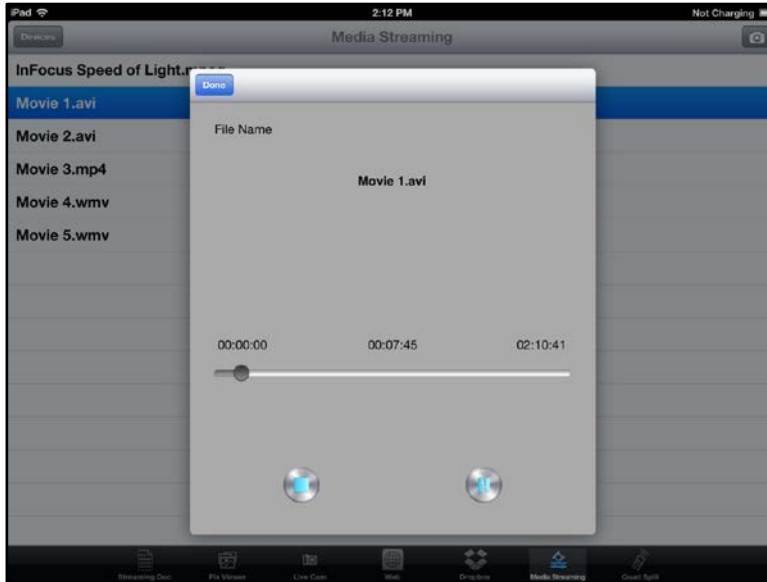 iPad 2:12 PM Not Charging
Devices Media Streaming
InFocus Speed of Light.mpeg
Done
Movie 1.avi
File Name
Movie 2.avi
Movie 3.mp4
Movie 1.avi
Movie 4.wmv
Movie 5.wmv
00:00:00 00:07:45 02:10:41
Streaming Doc Pix Viewer Live Cam Web Dropbox Media Streaming Quad Split